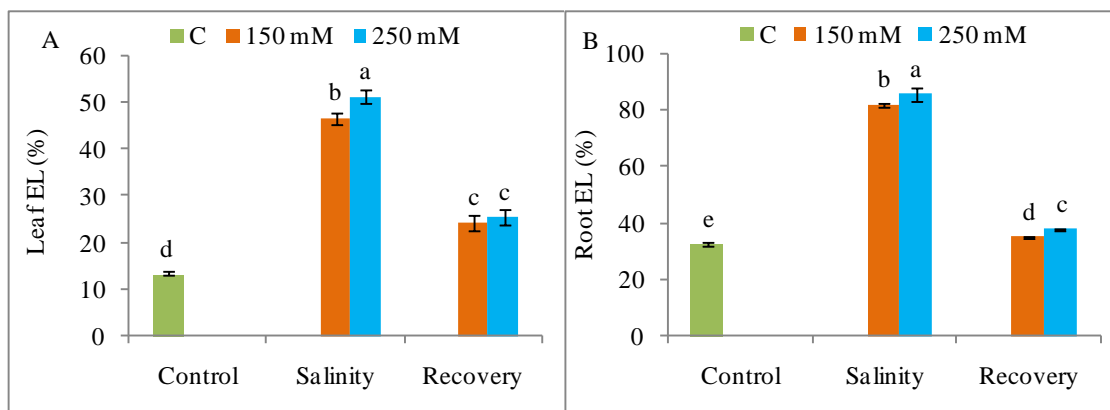 A
C 150 mM 250 mM
Leaf EL (%)
60
50
40
30
20
10
0
d
b
a
c
c
Control Salinity Recovery
B
C 150 mM 250 mM
Root EL (%)
100
80
60
40
20
0
e
b
a
d
c
Control Salinity Recovery